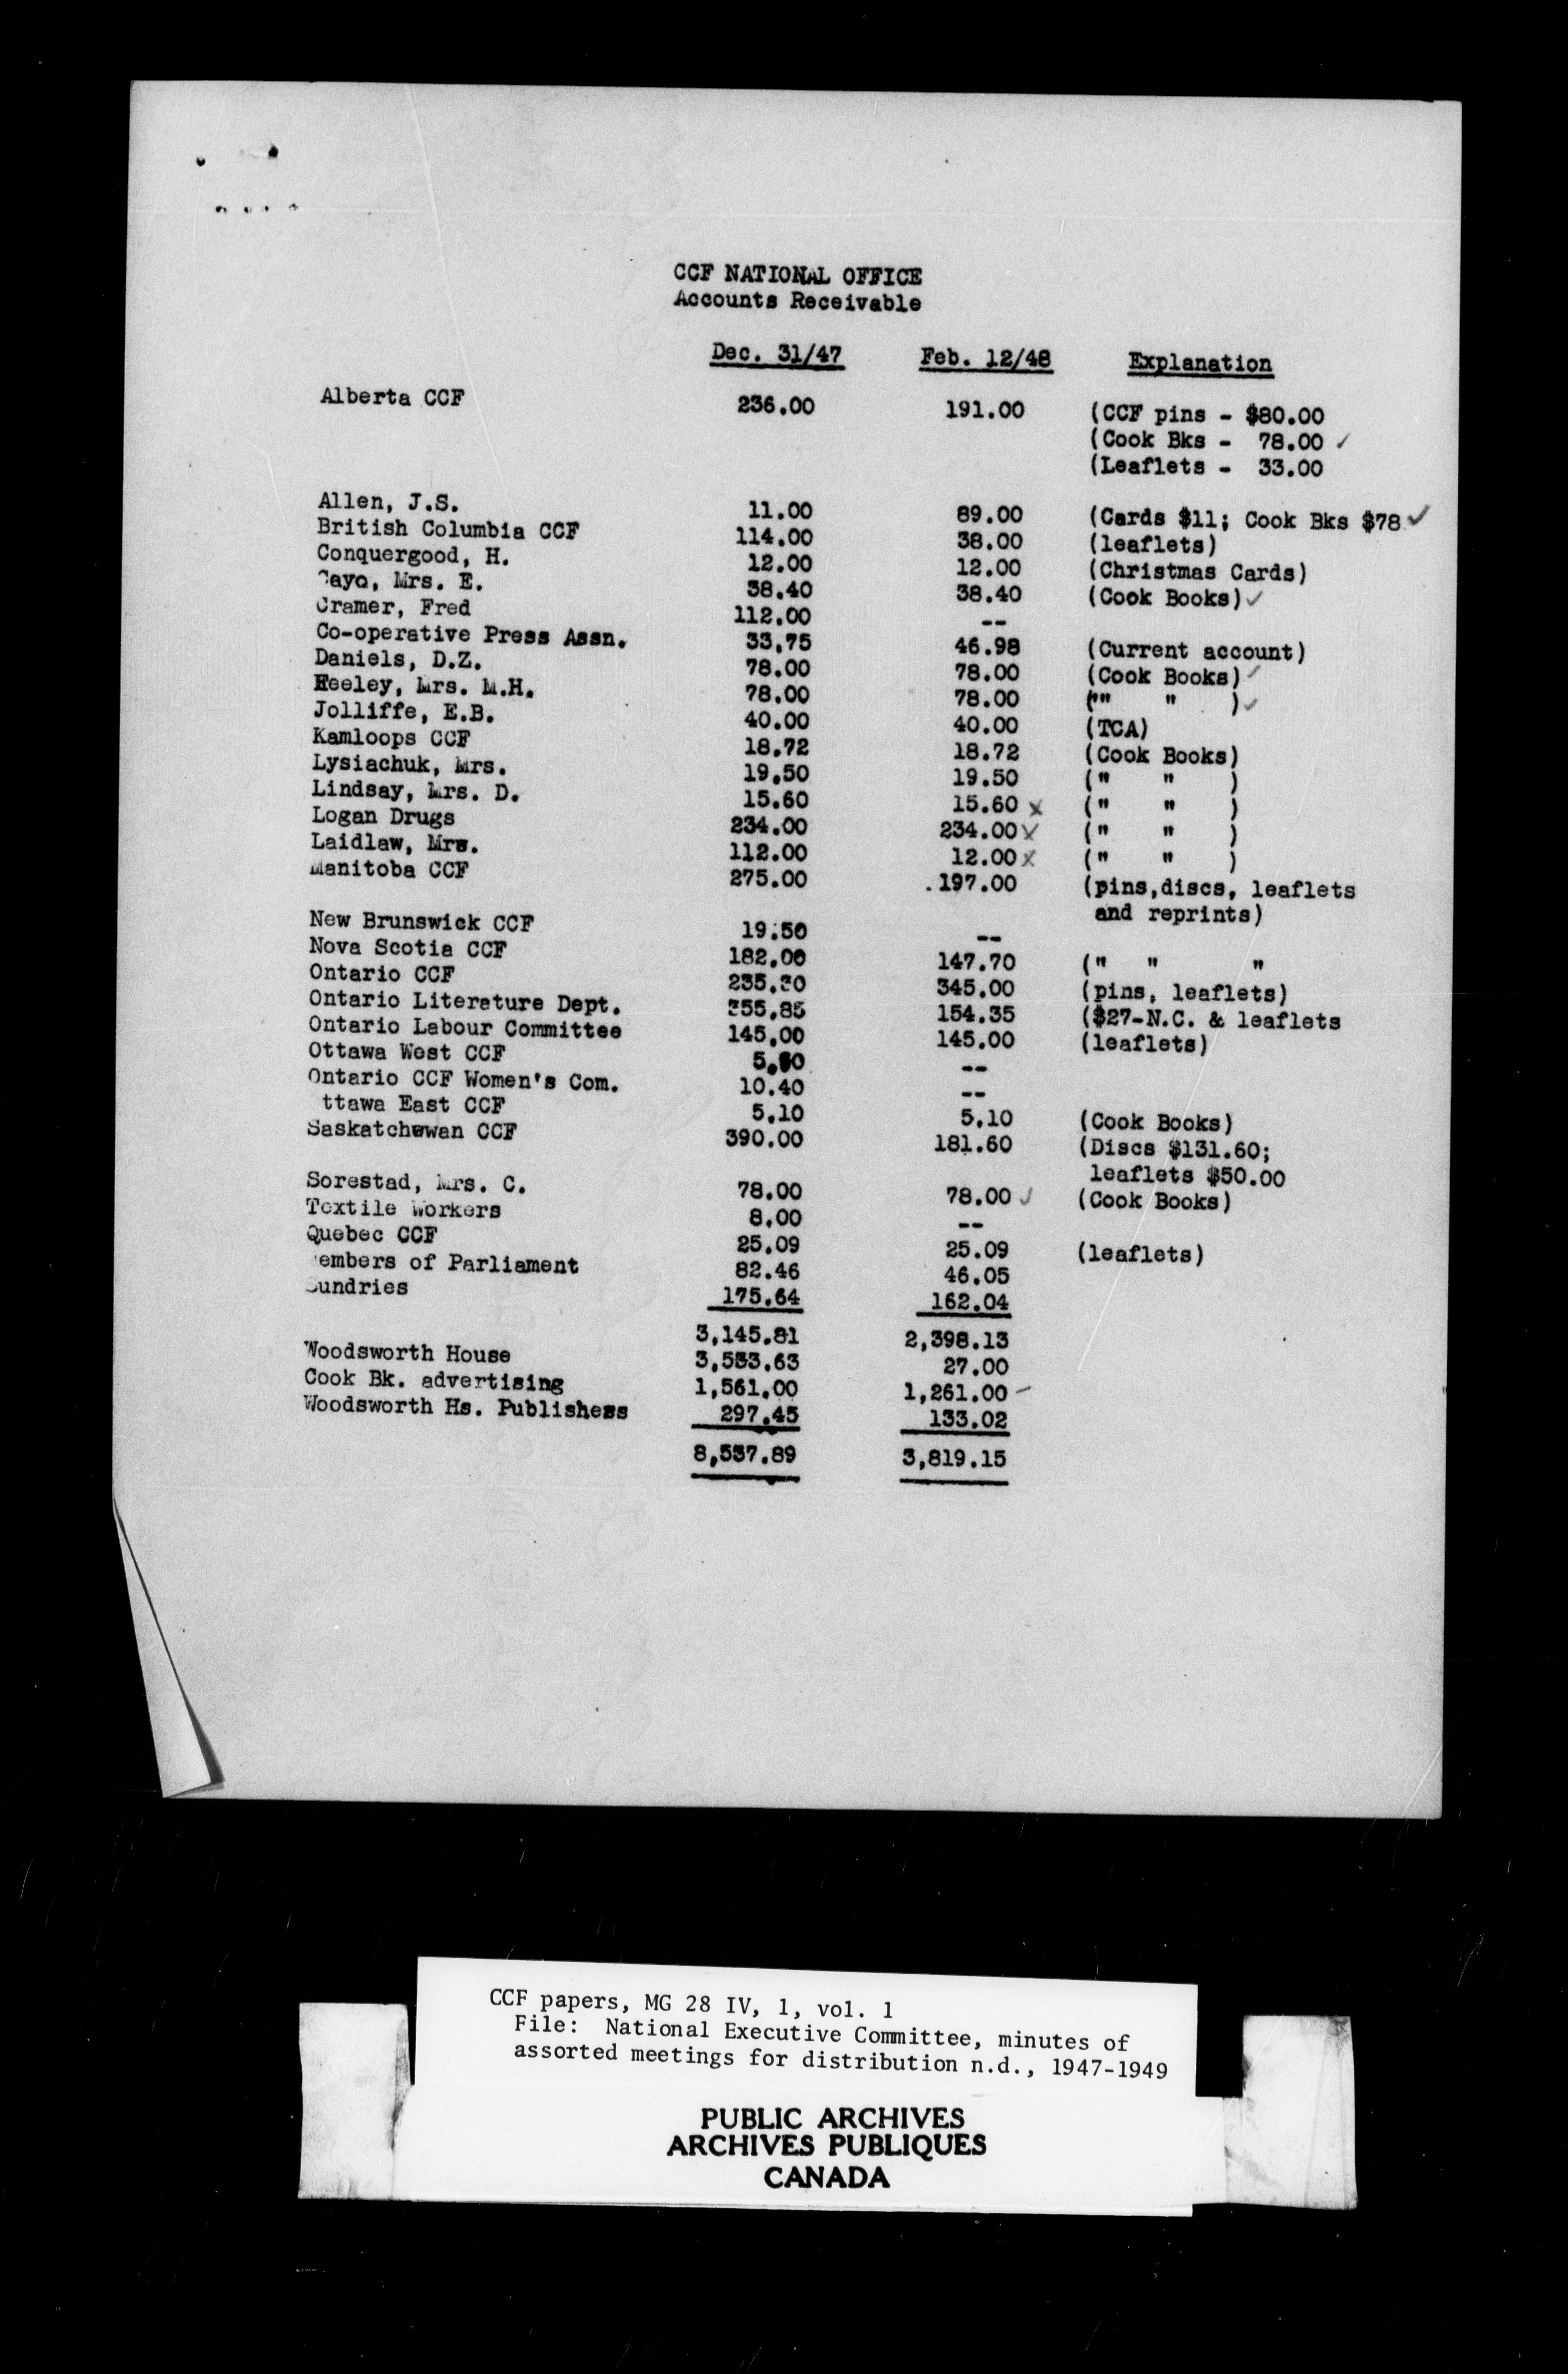 CCF NATIONAL OFFICE
Accounts Receivable
Dec. 31/47 Feb. 12/48 Explanation
Alberta CCF 236.00 191.00 (CCF pins - $80.00
(Cook Bks - 78.00 ✓
(Leaflets - 33.00
Allen, J.S. 11.00 89.00 (Cards $11; Cook Bks $78 ✓
British Columbia CCF 114.00 38.00 (leaflets)
Conquergood, H. 12.00 12.00 (Christmas Cards)
Cayo, Mrs. E. 38.40 38.40 (Cook Books) ✓
Cramer, Fred 112.00 --
Co-operative Press Assn. 33.75 46.98 (Current account)
Daniels, D.Z. 78.00 78.00 (Cook Books) ✓
Heeley, Mrs. M.H. 78.00 78.00 (" " ) ✓
Jolliffe, E.B. 40.00 40.00 (TCA)
Kamloops CCF 18.72 18.72 (Cook Books)
Lysiachuk, Mrs. 19.50 19.50 (" " )
Lindsay, Mrs. D. 15.60 15.60 x (" " )
Logan Drugs 234.00 234.00 ✓ (" " )
Laidlaw, Mrs. 112.00 12.00 x (" " )
Manitoba CCF 275.00 197.00 (pins,discs, leaflets
and reprints)
New Brunswick CCF 19.50 --
Nova Scotia CCF 182.00 147.70 (" " "
Ontario CCF 235.30 345.00 (pins, leaflets)
Ontario Literature Dept. 355.85 154.35 ($27-N.C. & leaflets
Ontario Labour Committee 145.00 145.00 (leaflets)
Ottawa West CCF --
Ontario CCF Women's Com. 10.40 --
ttawa East CCF 5.10 5.10 (Cook Books)
Saskatchewan CCF 390.00 181.60 (Discs $131.60;
leaflets $50.00
Sorestad, Mrs. C. 78.00 78.00 ✓ (Cook Books)
Textile Workers 8.00 --
Quebec CCF 25.09 25.09 (leaflets)
embers of Parliament 82.46 46.05
Sundries 175.64 162.04
3,145.81 2,398.13
Woodsworth House 3,533.63 27.00
Cook Bk. advertising 1,561.00 1,261.00 -
Woodsworth Hs. Publishess 297.45 133.02
8,537.89 3,819.15
CCF papers, MG 28 IV, 1, vol. 1
File: National Executive Committee, minutes of
assorted meetings for distribution n.d., 1947-1949
PUBLIC ARCHIVES
ARCHIVES PUBLIQUES
CANADA